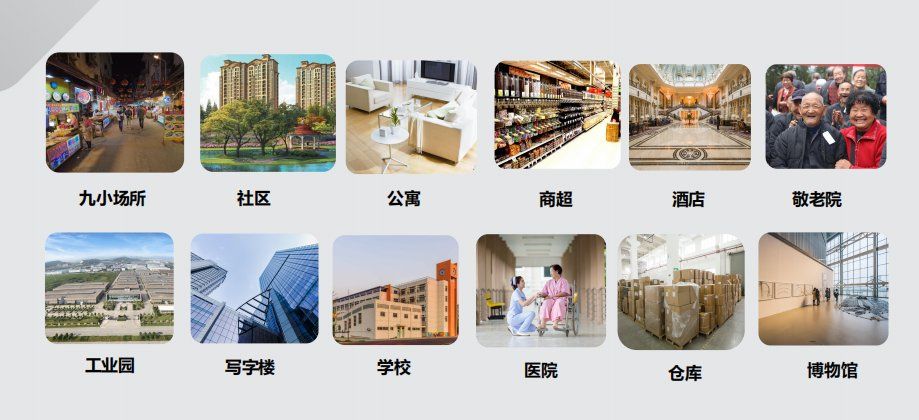 九小场所
社区
公寓
商超
酒店
敬老院
工业园
写字楼
学校
医院
仓库
博物馆